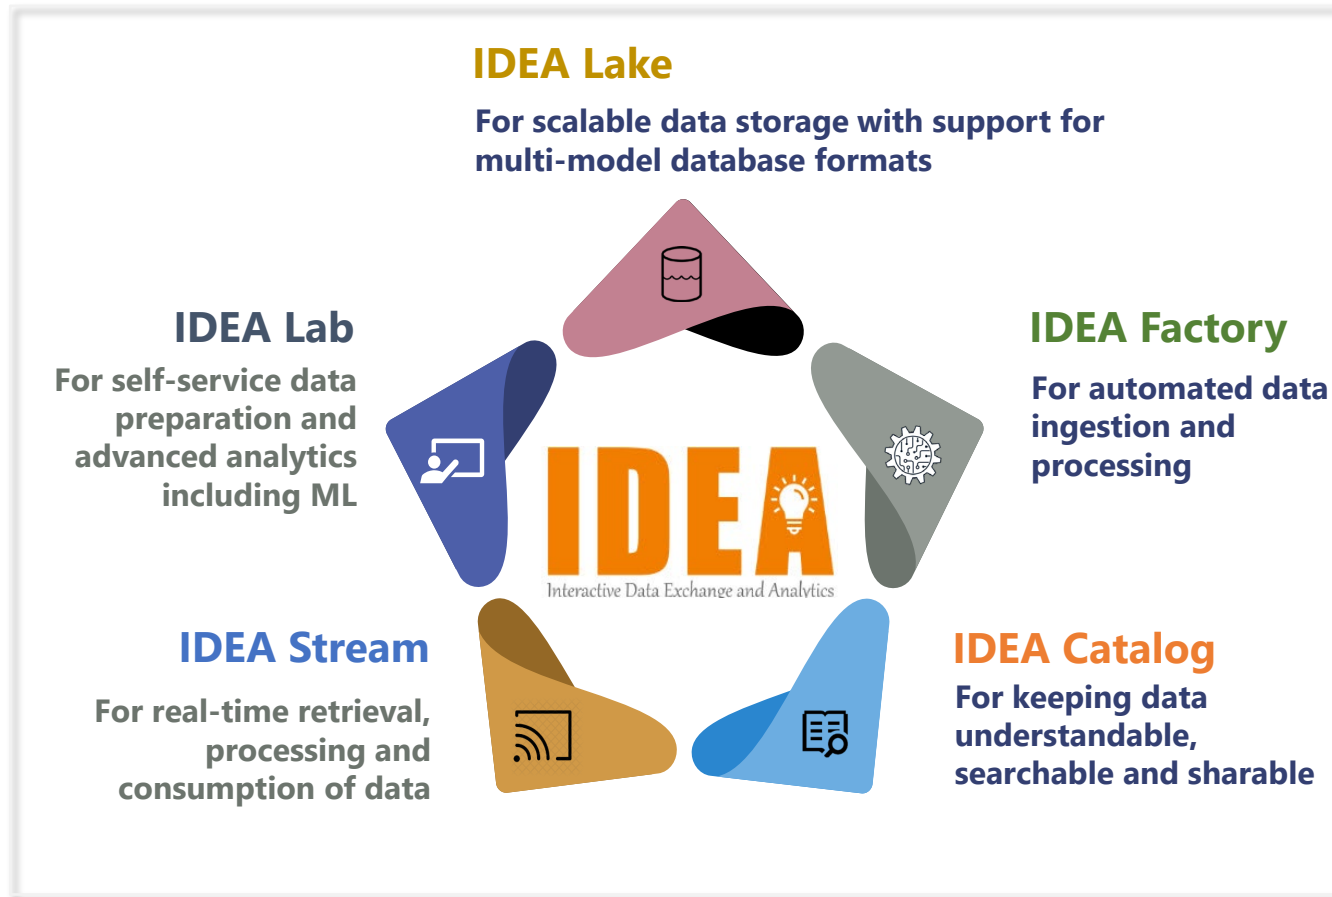 IDEA Lake
For scalable data storage with support for
multi-model database formats
IDEA Lab
For self-service data
preparation and
advanced analytics
including ML
IDEA Factory
For automated data
ingestion and
processing
IDEA
Interactive Data Exchange and Analytics
IDEA Stream
For real-time retrieval,
processing and
consumption of data
IDEA Catalog
For keeping data
understandable,
searchable and sharable